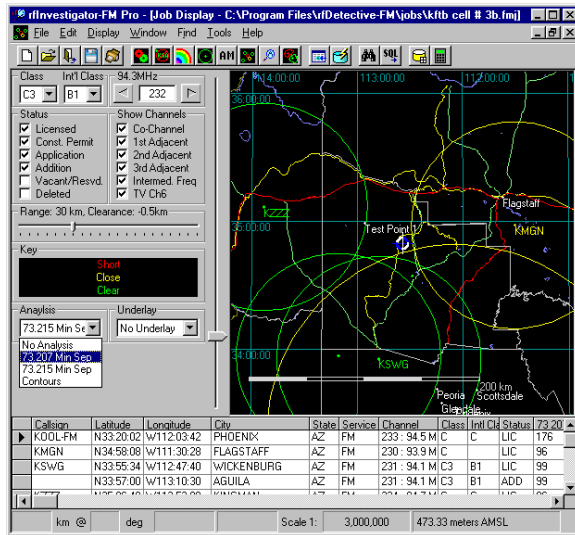 rfInvestigator-FM Pro - [Job Display - C:\Program Files\rfDetective-FM\jobs\kftb cell # 3b.fmj]
File Edit Display Window Find Tools Help
AM SQL
Class Int'l Class 94.3MHz
C3 B1 232
Status Show Channels
Licensed Co-Channel
Const. Permit 1st Adjacent
Application 2nd Adjacent
Addition 3rd Adjacent
Vacant/Resvd. Intermed. Freq
Deleted TV Ch6
Range: 30 km, Clearance: -0.5km
Key
Short
Close
Clear
Anaylsis Underlay
73.215 Min Se No Underlay
No Analysis
73.207 Min Sep
73.215 Min Sep
Contours
114:00:00 113:00:00 112:00:00
36:00:00
Flagstaff
KZZZ
35:00:00
Test Point 1
KMGN
34:00:00
KSWG
200 km
Peoria Scottsdale
Glendale
Callsign Latitude Longitude City State Service Channel Class Intl Cla Status 73 20
KOOL-FM N33:20:02 W112:03:42 PHOENIX AZ FM 233 : 94.5 M C C LIC 176
KMGN N34:58:08 W111:30:28 FLAGSTAFF AZ FM 230 : 93.9 M C C LIC 96
KSWG N33:55:34 W112:47:40 WICKENBURG AZ FM 231 : 94.1 M C3 B1 LIC 99
N33:57:00 W113:10:30 AGUILA AZ FM 231 : 94.1 M C3 B1 ADD 99
km @ deg Scale 1: 3,000,000 473.33 meters AMSL